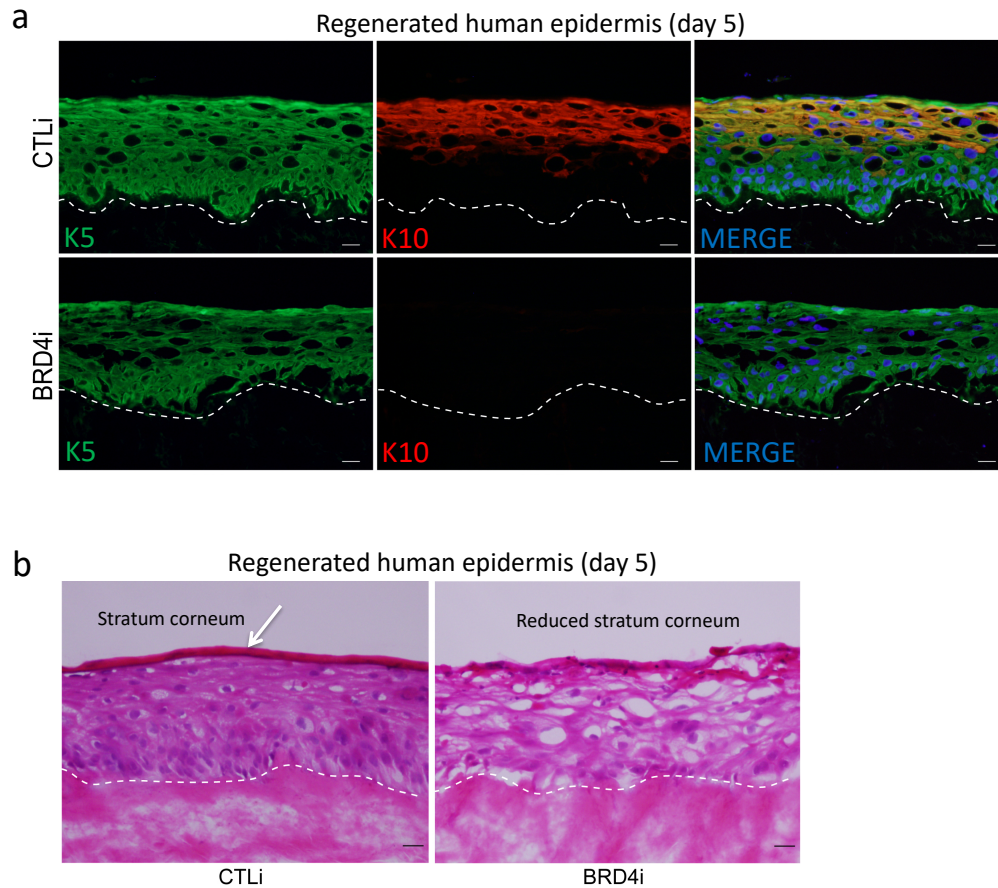 a
Regenerated human epidermis (day 5)
CTLi
K5
K10
MERGE
BRD4i
K5
K10
MERGE
b
Regenerated human epidermis (day 5)
Stratum corneum
Reduced stratum corneum
CTLi
BRD4i